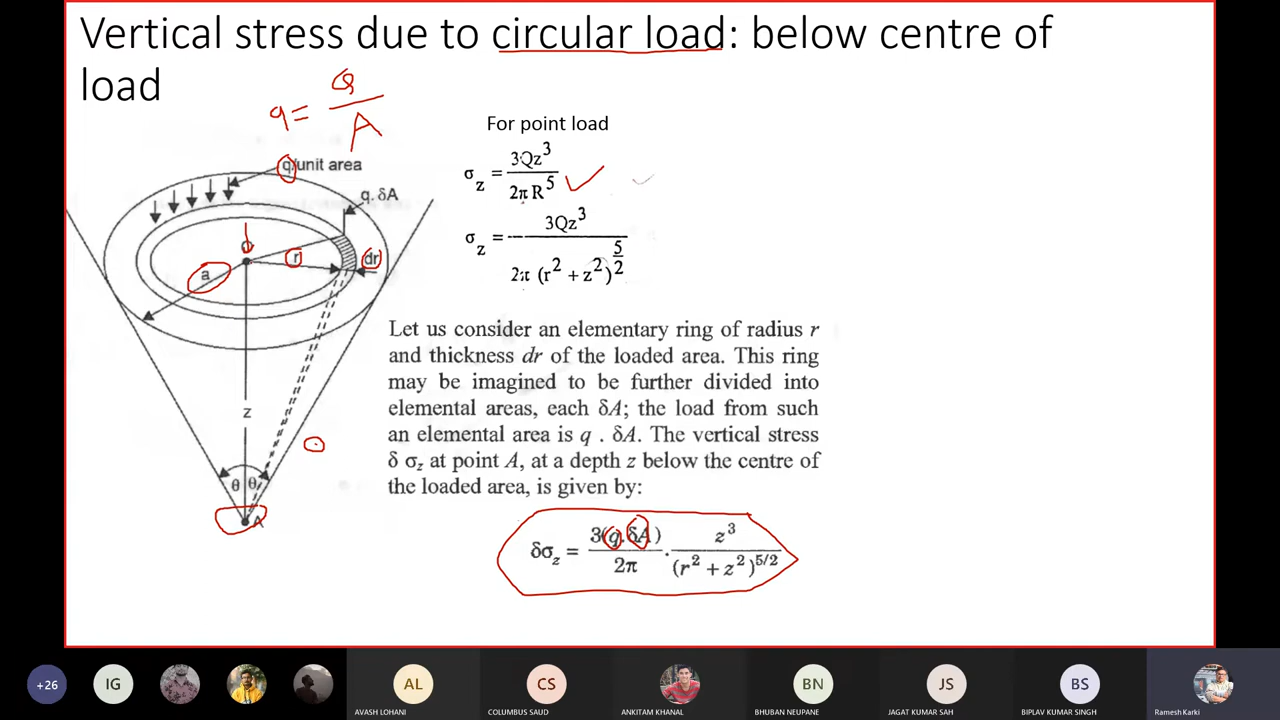 Vertical stress due to circular load: below centre of
load
q = Q/A
For point load
q/unit area
q. δA
σz = 3Qz³ / 2π R⁵
σz = 3Qz³ / 2π (r² + z²)^5/2
r
dr
a
z
θ θ
A
Let us consider an elementary ring of radius r
and thickness dr of the loaded area. This ring
may be imagined to be further divided into
elemental areas, each δA; the load from such
an elemental area is q . δA. The vertical stress
δ σz at point A, at a depth z below the centre of
the loaded area, is given by:
δσz = 3(q.δA) / 2π . z³ / (r² + z²)^5/2
+26
IG
AL
CS
BN
JS
BS
AVASH LOHANI
COLUMBUS SAUD
ANKITAM KHANAL
BHUBAN NEUPANE
JAGAT KUMAR SAH
BIPLAV KUMAR SINGH
Ramesh Karki